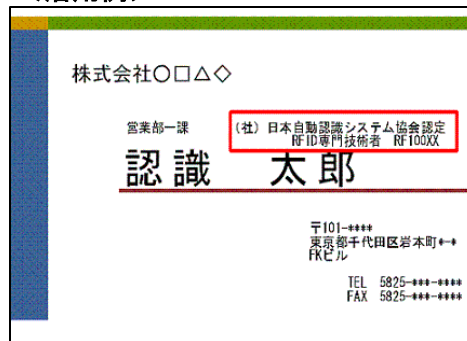 株式会社〇□△◇
営業部一課
（社）日本自動認識システム協会認定
RFID専門技術者 RF100XX
認識 太郎
〒101-****
東京都千代田区岩本町*-*
FKビル
TEL 5825-***-****
FAX 5825-***-****